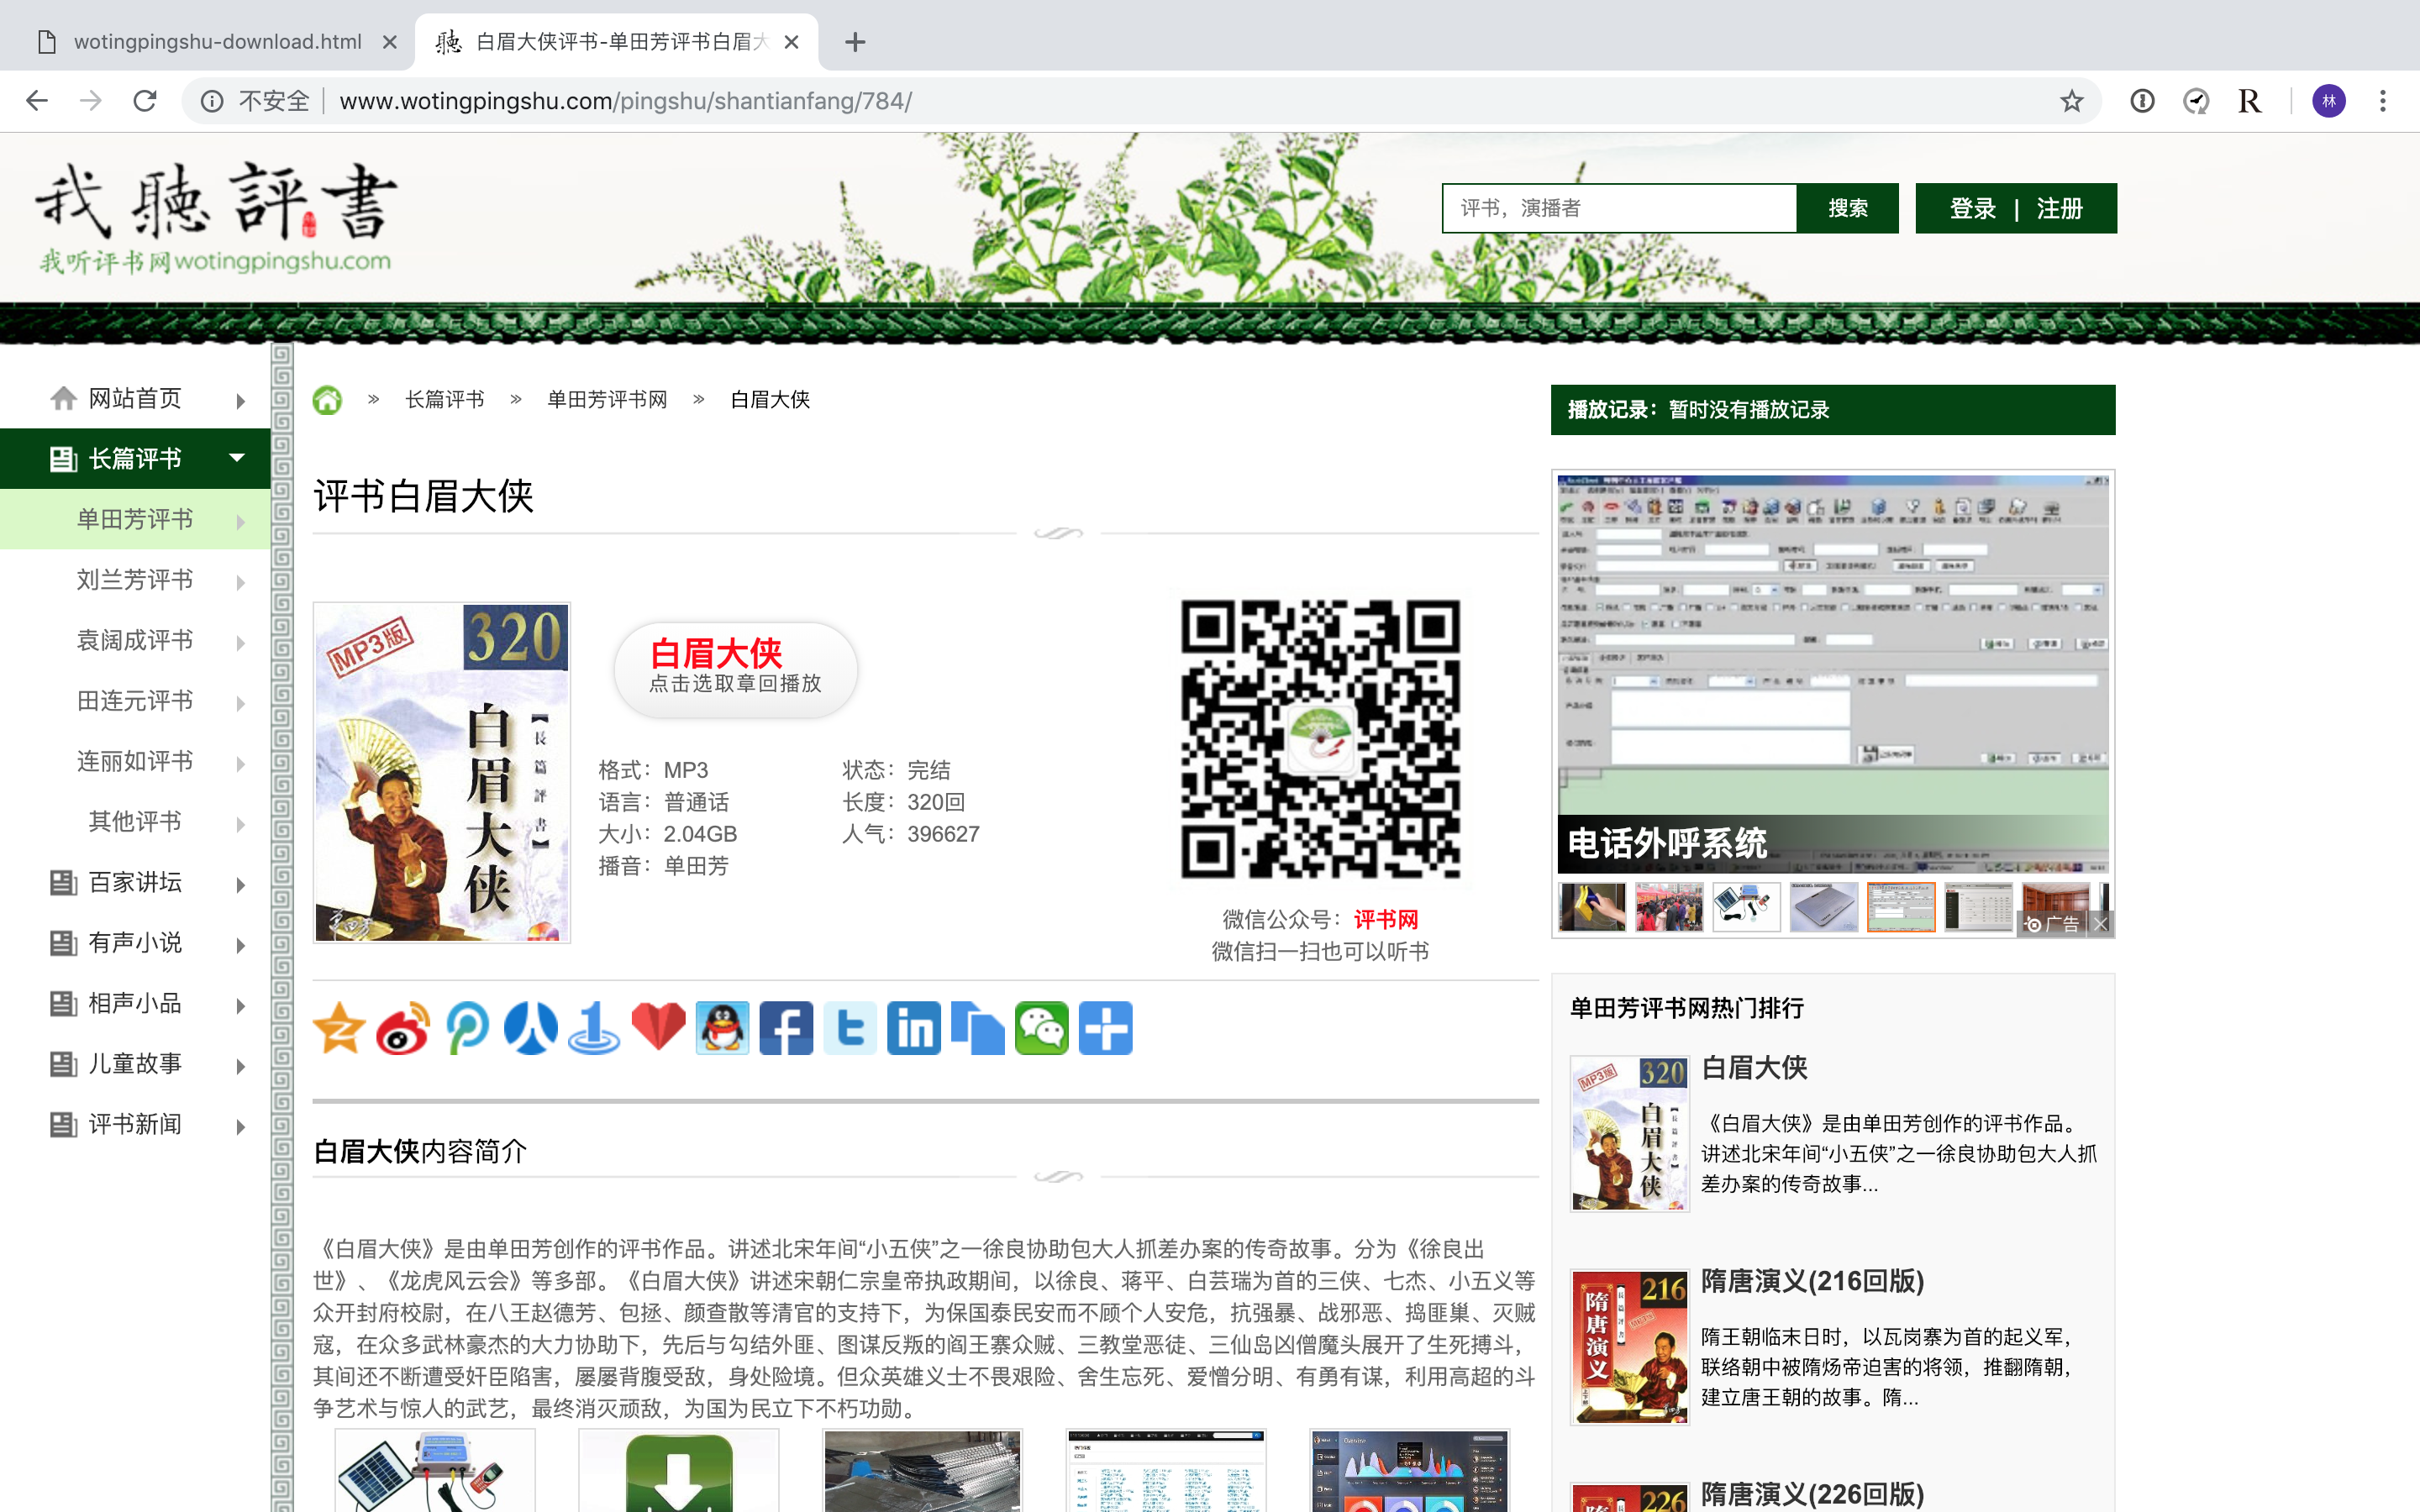 wotingpingshu-download.html
白眉大侠评书-单田芳评书白眉大
不安全
www.wotingpingshu.com/pingshu/shantianfang/784/
R
林
我聽評書
我听评书网wotingpingshu.com
评书，演播者
搜索
登录 | 注册
网站首页
长篇评书
单田芳评书
刘兰芳评书
袁阔成评书
田连元评书
连丽如评书
其他评书
百家讲坛
有声小说
相声小品
儿童故事
评书新闻
» 长篇评书 » 单田芳评书网 » 白眉大侠
评书白眉大侠
MP3版
320
白眉大侠
【長篇評書】
白眉大侠
点击选取章回播放
格式：MP3
状态：完结
语言：普通话
长度：320回
大小：2.04GB
人气：396627
播音：单田芳
微信公众号：评书网
微信扫一扫也可以听书
白眉大侠内容简介
《白眉大侠》是由单田芳创作的评书作品。讲述北宋年间“小五侠”之一徐良协助包大人抓差办案的传奇故事。分为《徐良出
世》、《龙虎风云会》等多部。《白眉大侠》讲述宋朝仁宗皇帝执政期间，以徐良、蒋平、白芸瑞为首的三侠、七杰、小五义等
众开封府校尉，在八王赵德芳、包拯、颜查散等清官的支持下，为保国泰民安而不顾个人安危，抗强暴、战邪恶、捣匪巢、灭贼
寇，在众多武林豪杰的大力协助下，先后与勾结外匪、图谋反叛的阎王寨众贼、三教堂恶徒、三仙岛凶僧魔头展开了生死搏斗，
其间还不断遭受奸臣陷害，屡屡背腹受敌，身处险境。但众英雄义士不畏艰险、舍生忘死、爱憎分明、有勇有谋，利用高超的斗
争艺术与惊人的武艺，最终消灭顽敌，为国为民立下不朽功勋。
播放记录：暂时没有播放记录
电话外呼系统
广告
单田芳评书网热门排行
MP3版
320
白眉大侠
白眉大侠
《白眉大侠》是由单田芳创作的评书作品。
讲述北宋年间“小五侠”之一徐良协助包大人抓
差办案的传奇故事...
216
隋唐演义
隋唐演义(216回版)
隋王朝临末日时，以瓦岗寨为首的起义军，
联络朝中被隋炀帝迫害的将领，推翻隋朝，
建立唐王朝的故事。隋...
226
隋唐演义(226回版)